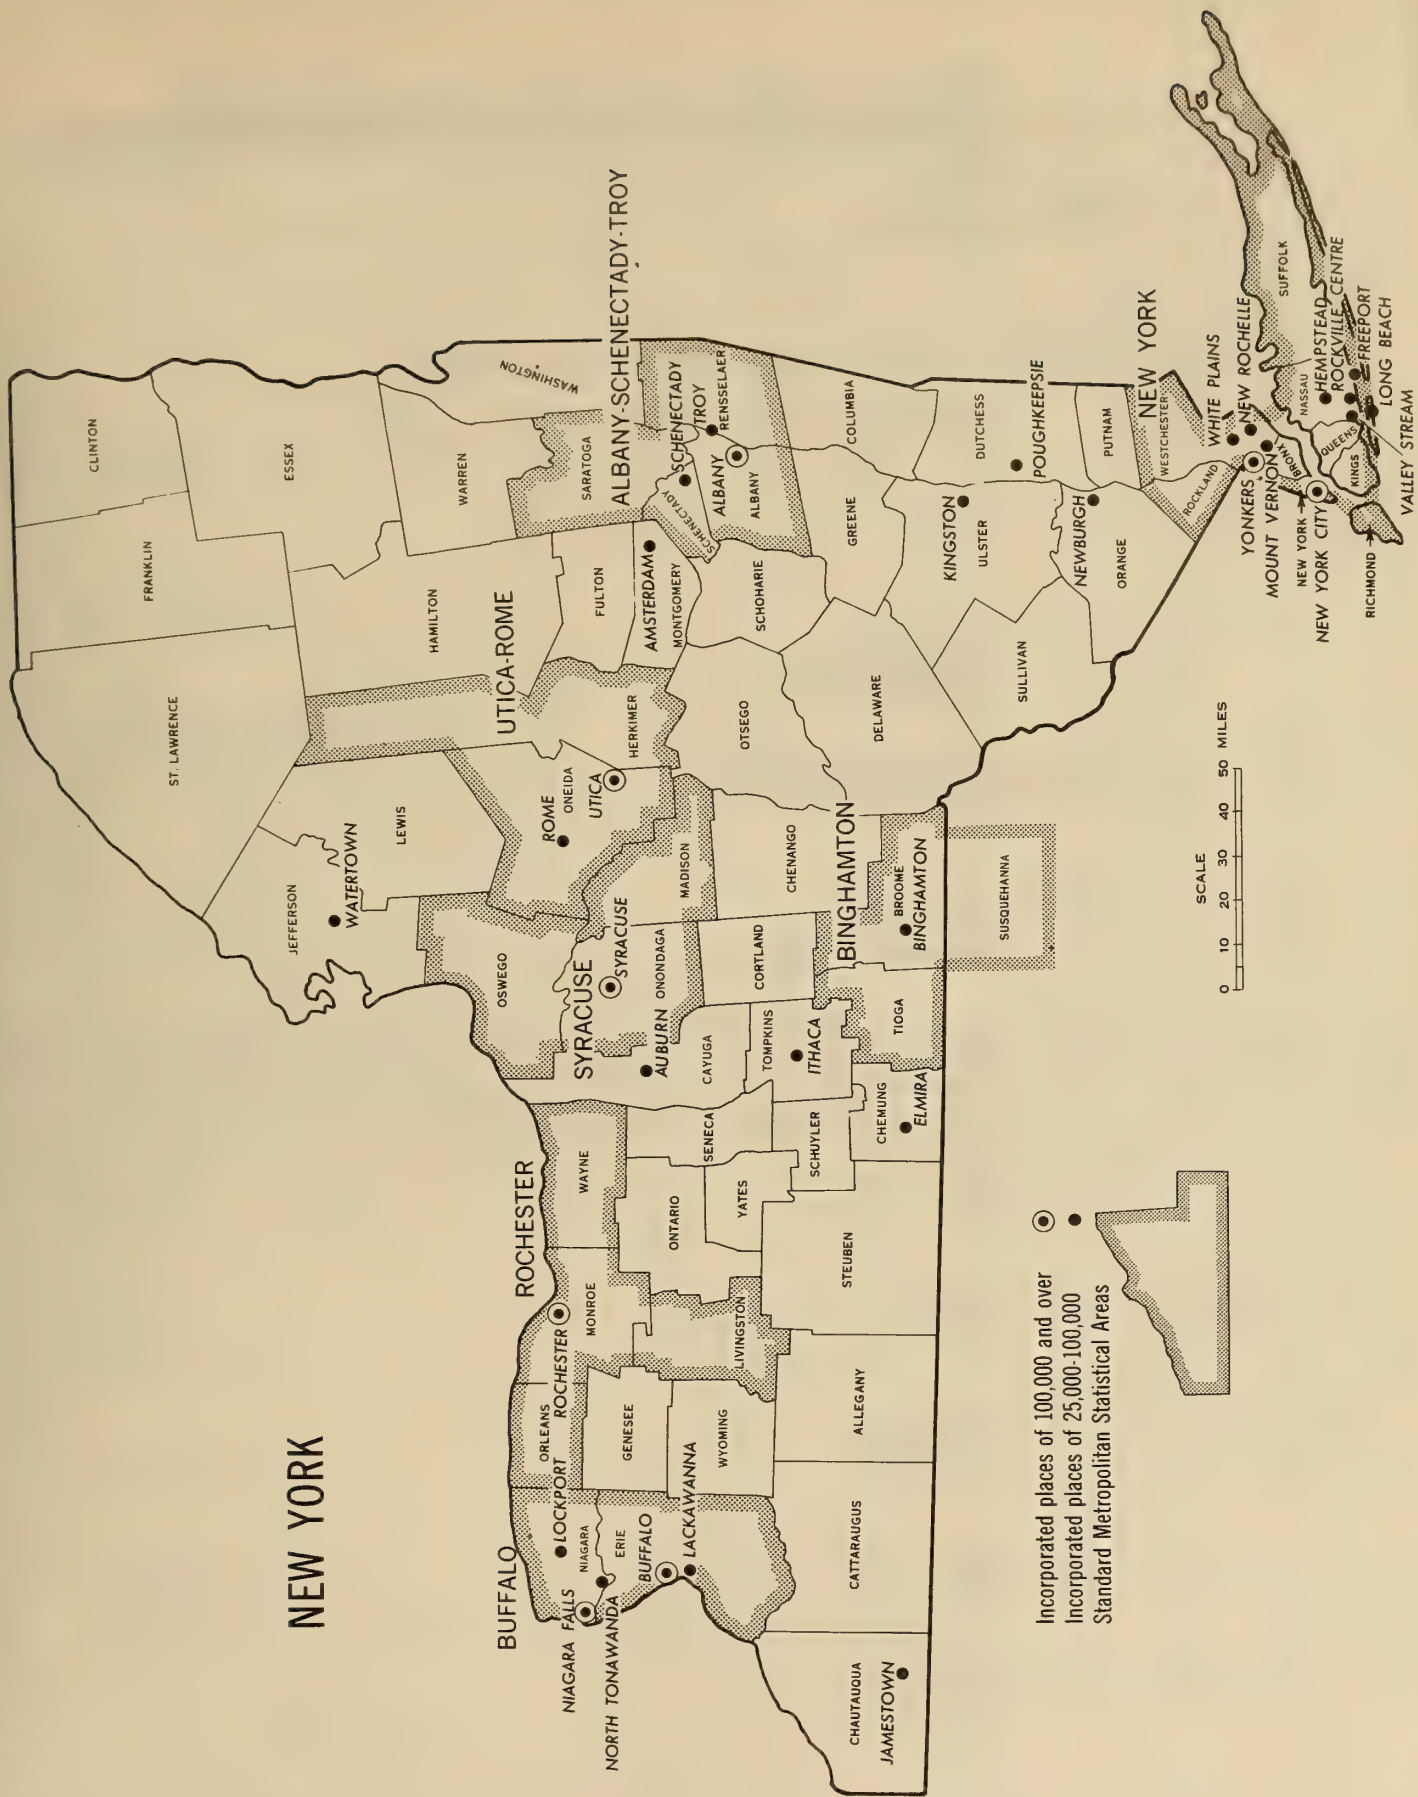 NEW YORK
CLINTON
FRANKLIN
ST. LAWRENCE
ESSEX
JEFFERSON
WATERTOWN
LEWIS
HAMILTON
WARREN
WASHINGTON
UTICA-ROME
HERKIMER
ROME
ONEIDA
UTICA
FULTON
AMSTERDAM
MONTGOMERY
SARATOGA
ALBANY-SCHENECTADY-TROY
SCHENECTADY
SCHENECTADY
TROY
RENSSELAER
ALBANY
ALBANY
OSWEGO
SYRACUSE
SYRACUSE
ONONDAGA
MADISON
AUBURN
CAYUGA
ROCHESTER
WAYNE
MONROE
ROCHESTER
ORLEANS
BUFFALO
LOCKPORT
NIAGARA
NIAGARA FALLS
NORTH TONAWANDA
ERIE
BUFFALO
LACKAWANNA
GENESEE
WYOMING
LIVINGSTON
ONTARIO
YATES
SENECA
SCHUYLER
TOMPKINS
ITHACA
CORTLAND
CHENANGO
OTSEGO
SCHOHARIE
GREENE
COLUMBIA
CHAUTAUQUA
JAMESTOWN
CATTARAUGUS
ALLEGANY
STEUBEN
CHEMUNG
ELMIRA
TIOGA
BINGHAMTON
BROOME
BINGHAMTON
SUSQUEHANNA
DELAWARE
KINGSTON
ULSTER
DUTCHESS
POUGHKEEPSIE
SULLIVAN
NEWBURGH
ORANGE
PUTNAM
NEW YORK
WESTCHESTER
ROCKLAND
WHITE PLAINS
NEW ROCHELLE
YONKERS
MOUNT VERNON
BRONX
NEW YORK
NEW YORK CITY
QUEENS
KINGS
RICHMOND
NASSAU
SUFFOLK
HEMPSTEAD
ROCKVILLE CENTRE
FREEPORT
LONG BEACH
VALLEY STREAM
SCALE
0 10 20 30 40 50 MILES
Incorporated places of 100,000 and over
Incorporated places of 25,000-100,000
Standard Metropolitan Statistical Areas